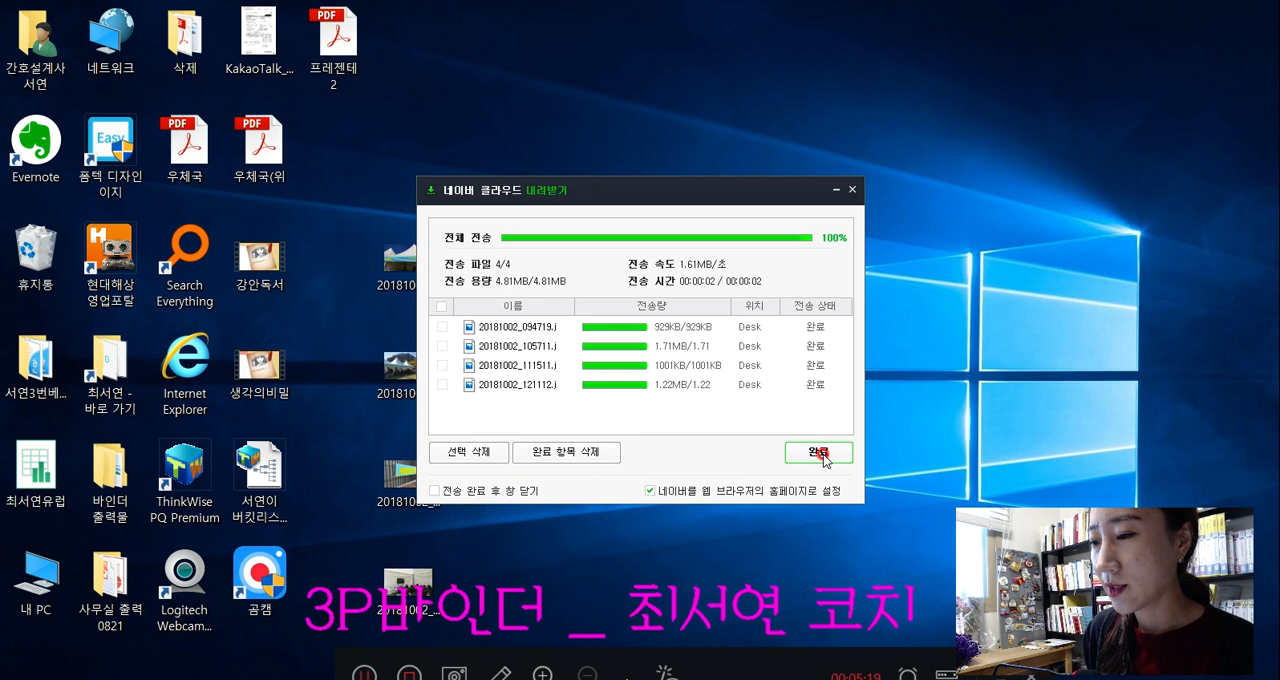 간호설계사
서연
네트워크
삭제
KakaoTalk_...
프레젠테
2
Evernote
Easy
폼텍 디자인
이지
PDF
우체국
PDF
우체국(위
PDF
휴지통
현대해상
영업포탈
Search
Everything
강안독서
201810
서연3번베...
최서연 -
바로 가기
Internet
Explorer
생각의비밀
201810
최서연유럽
바인더
출력물
ThinkWise
PQ Premium
서연이
버킷리스...
20181002_...
내 PC
사무실 출력
0821
Logitech
Webcam...
곰캠
20181002_...
네이버 클라우드 내려받기
전체 전송 100%
전송 파일 4/4 전송 속도 1.61MB/초
전송 용량 4.81MB/4.81MB 전송 시간 00:00:02 / 00:00:02
이름 전송량 위치 전송 상태
20181002_094719.j 929KB/929KB Desk 완료
20181002_105711.j 1.71MB/1.71 Desk 완료
20181002_111511.j 1001KB/1001KB Desk 완료
20181002_121112.j 1.22MB/1.22 Desk 완료
선택 삭제 완료 항목 삭제 완료
전송 완료 후 창 닫기 네이버를 웹 브라우저의 홈페이지로 설정
3P바인더 _ 최서연 코치
00:05:19